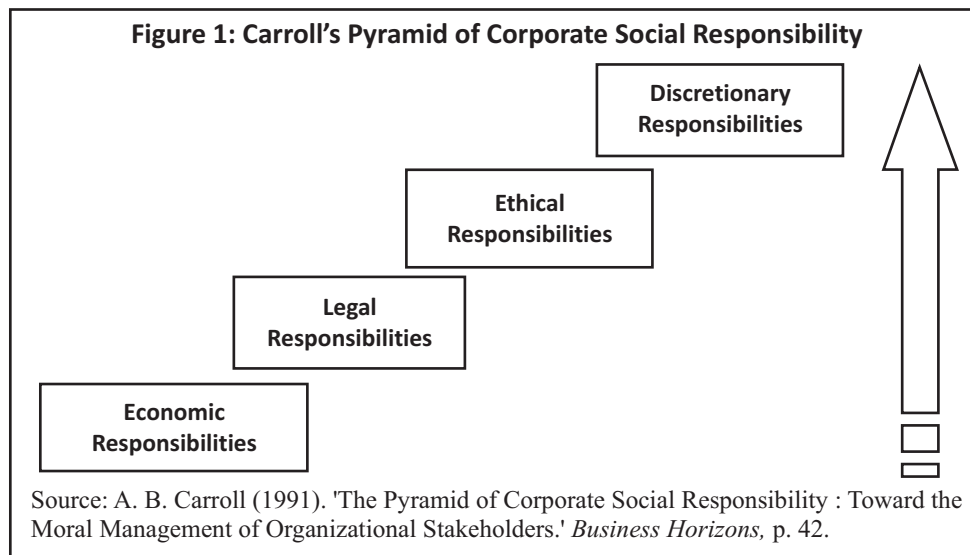 Figure 1: Carroll’s Pyramid of Corporate Social Responsibility
Discretionary
Responsibilities
Ethical
Responsibilities
Legal
Responsibilities
Economic
Responsibilities
Source: A. B. Carroll (1991). 'The Pyramid of Corporate Social Responsibility : Toward the
Moral Management of Organizational Stakeholders.' Business Horizons, p. 42.